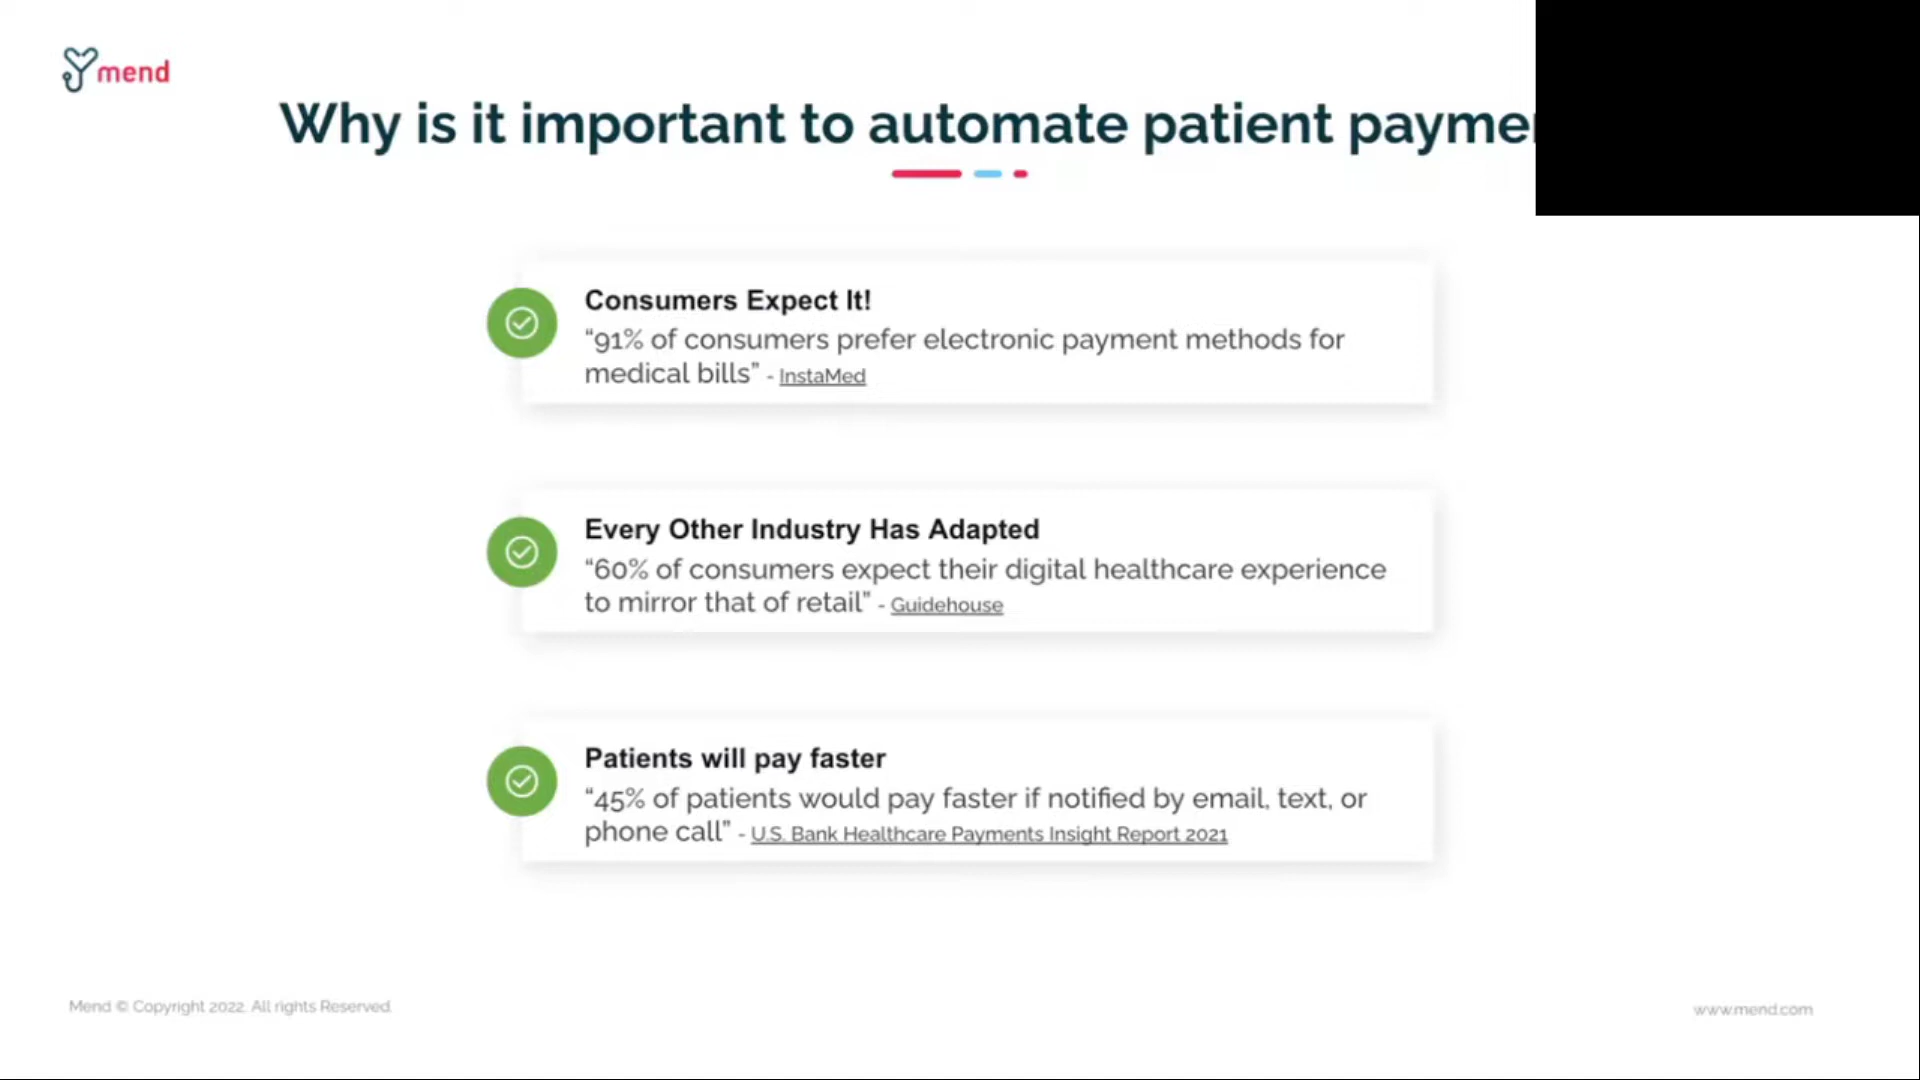 mend
Why is it important to automate patient
Consumers Expect It!
“91% of consumers prefer electronic payment methods for
medical bills” - InstaMed
Every Other Industry Has Adapted
“60% of consumers expect their digital healthcare experience
to mirror that of retail” - Guidehouse
Patients will pay faster
“45% of patients would pay faster if notified by email, text, or
phone call” - U.S. Bank Healthcare Payments Insight Report 2021
Mend © Copyright 2022. All rights Reserved.
www.mend.com